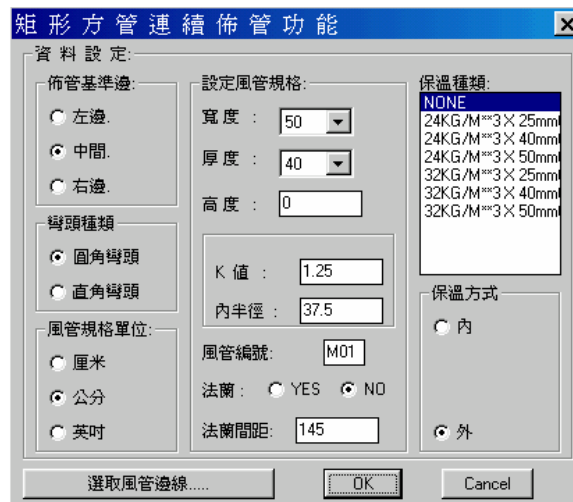 矩形方管連續佈管功能
資料設定:
佈管基準邊:
左邊.
中間.
右邊.
彎頭種類
圓角彎頭
直角彎頭
風管規格單位:
厘米
公分
英吋
設定風管規格:
寬度 : 50
厚度 : 40
高度 : 0
K 值 : 1.25
內半徑 : 37.5
風管編號: M01
法蘭 : YES NO
法蘭間距: 145
保溫種類:
NONE
24KG/M**3 X 25mm
24KG/M**3 X 40mm
24KG/M**3 X 50mm
32KG/M**3 X 25mm
32KG/M**3 X 40mm
32KG/M**3 X 50mm
保溫方式
內
外
選取風管邊線.....
OK
Cancel